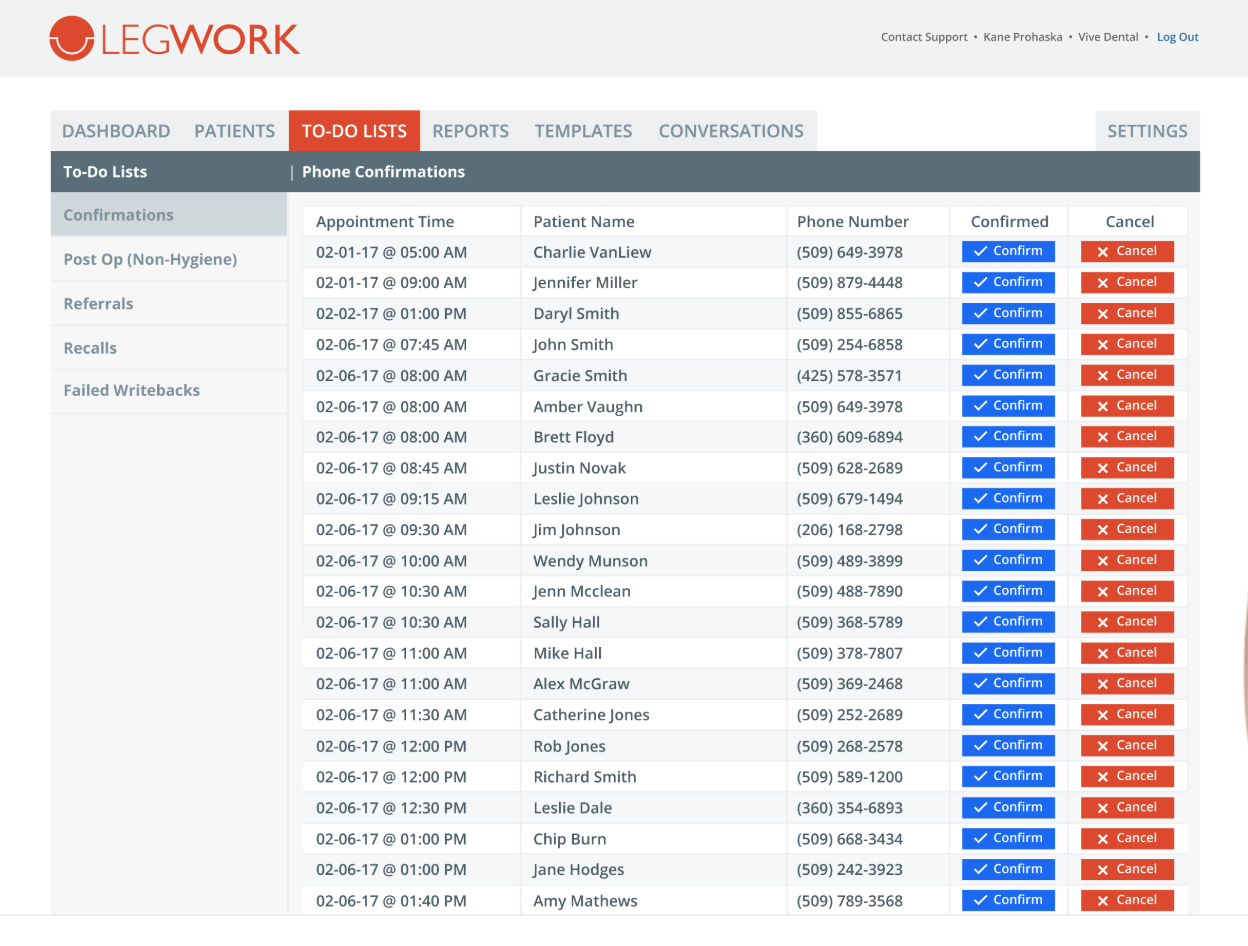 LEGWORK
Contact Support • Kane Prohaska • Vive Dental • Log Out
DASHBOARD PATIENTS TO-DO LISTS REPORTS TEMPLATES CONVERSATIONS SETTINGS
To-Do Lists | Phone Confirmations
Confirmations
Post Op (Non-Hygiene)
Referrals
Recalls
Failed Writebacks
Appointment Time Patient Name Phone Number Confirmed Cancel
02-01-17 @ 05:00 AM Charlie VanLiew (509) 649-3978 Confirm Cancel
02-01-17 @ 09:00 AM Jennifer Miller (509) 879-4448 Confirm Cancel
02-02-17 @ 01:00 PM Daryl Smith (509) 855-6865 Confirm Cancel
02-06-17 @ 07:45 AM John Smith (509) 254-6858 Confirm Cancel
02-06-17 @ 08:00 AM Gracie Smith (425) 578-3571 Confirm Cancel
02-06-17 @ 08:00 AM Amber Vaughn (509) 649-3978 Confirm Cancel
02-06-17 @ 08:00 AM Brett Floyd (360) 609-6894 Confirm Cancel
02-06-17 @ 08:45 AM Justin Novak (509) 628-2689 Confirm Cancel
02-06-17 @ 09:15 AM Leslie Johnson (509) 679-1494 Confirm Cancel
02-06-17 @ 09:30 AM Jim Johnson (206) 168-2798 Confirm Cancel
02-06-17 @ 10:00 AM Wendy Munson (509) 489-3899 Confirm Cancel
02-06-17 @ 10:30 AM Jenn Mcclean (509) 488-7890 Confirm Cancel
02-06-17 @ 10:30 AM Sally Hall (509) 368-5789 Confirm Cancel
02-06-17 @ 11:00 AM Mike Hall (509) 378-7807 Confirm Cancel
02-06-17 @ 11:00 AM Alex McGraw (509) 369-2468 Confirm Cancel
02-06-17 @ 11:30 AM Catherine Jones (509) 252-2689 Confirm Cancel
02-06-17 @ 12:00 PM Rob Jones (509) 268-2578 Confirm Cancel
02-06-17 @ 12:00 PM Richard Smith (509) 589-1200 Confirm Cancel
02-06-17 @ 12:30 PM Leslie Dale (360) 354-6893 Confirm Cancel
02-06-17 @ 01:00 PM Chip Burn (509) 668-3434 Confirm Cancel
02-06-17 @ 01:00 PM Jane Hodges (509) 242-3923 Confirm Cancel
02-06-17 @ 01:40 PM Amy Mathews (509) 789-3568 Confirm Cancel